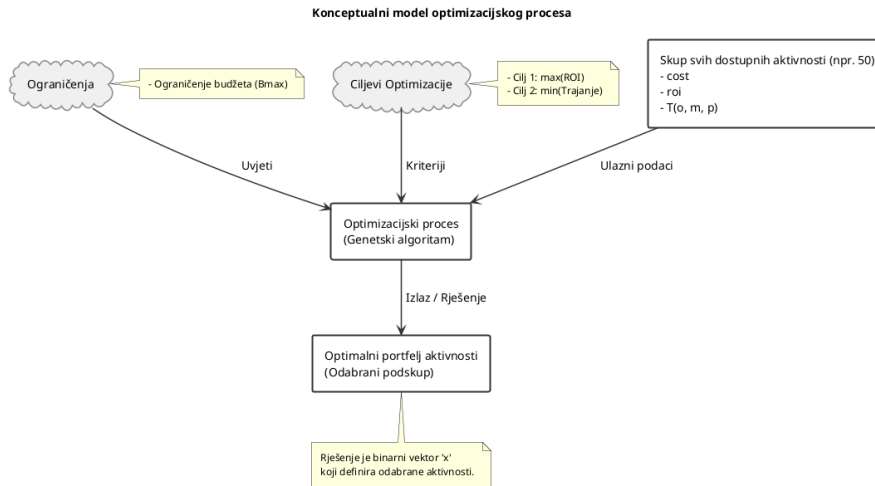 Konceptualni model optimizacijskog procesa
Ograničenja
- Ograničenje budžeta (Bmax)
Ciljevi Optimizacije
- Cilj 1: max(ROI)
- Cilj 2: min(Trajanje)
Skup svih dostupnih aktivnosti (npr. 50)
- cost
- roi
- T(o, m, p)
Uvjeti
Kriteriji
Ulazni podaci
Optimizacijski proces
(Genetski algoritam)
Izlaz / Rješenje
Optimalni portfelj aktivnosti
(Odabrani podskup)
Rješenje je binarni vektor 'x'
koji definira odabrane aktivnosti.